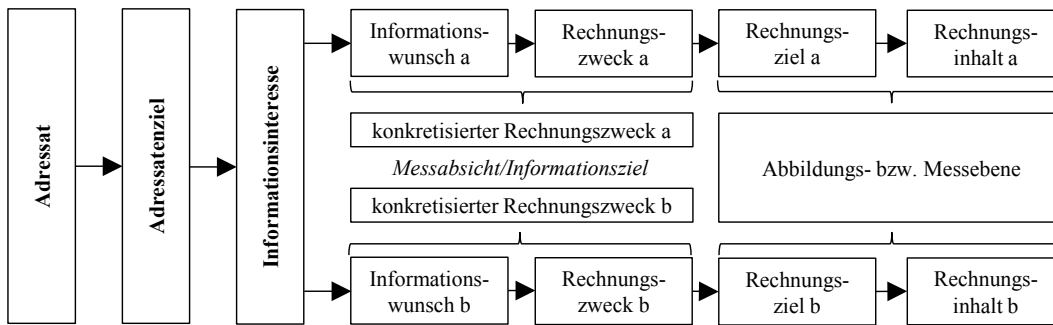 Adressat
Adressatenziel
Informationsinteresse
Informations-
wunsch a
Rechnungs-
zweck a
Rechnungs-
ziel a
Rechnungs-
inhalt a
konkretisierter Rechnungszweck a
Messabsicht/Informationsziel
konkretisierter Rechnungszweck b
Abbildungs- bzw. Messebene
Informations-
wunsch b
Rechnungs-
zweck b
Rechnungs-
ziel b
Rechnungs-
inhalt b